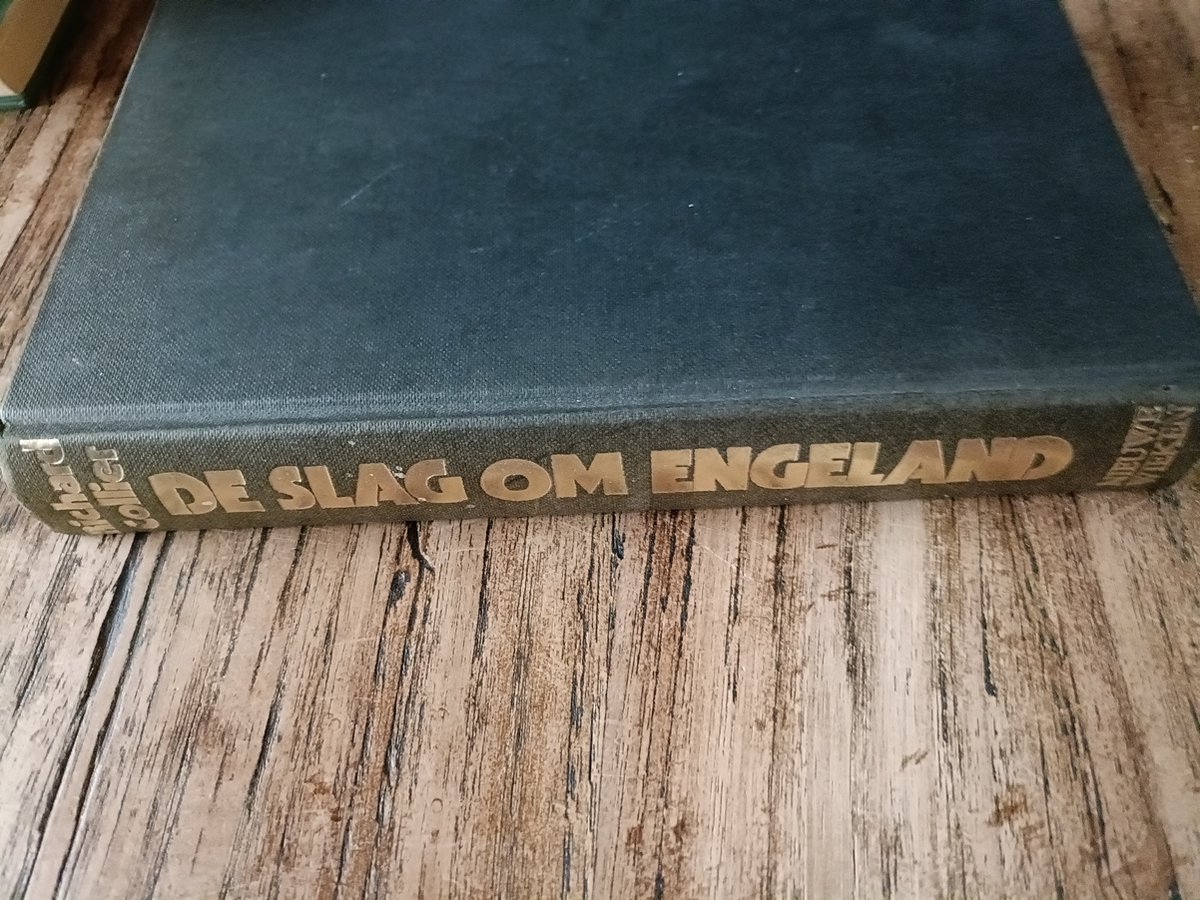 Richard
Collier
DE SLAG OM ENGELAND